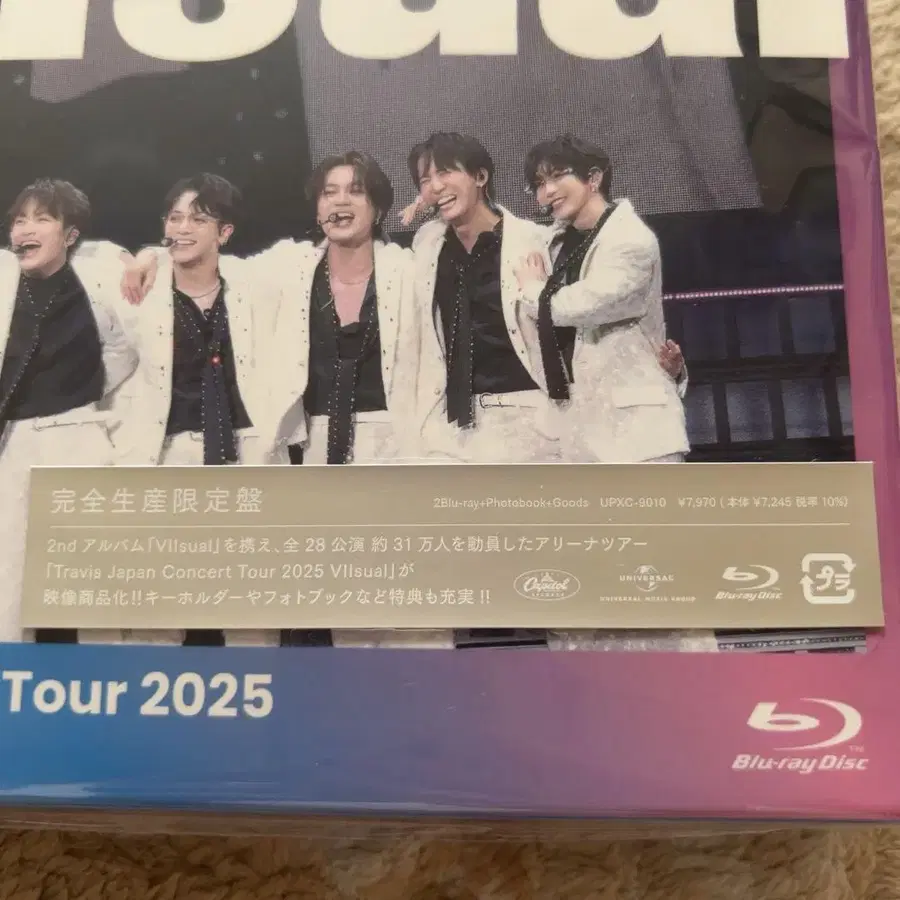 完全生産限定盤
2Blu-ray+Photobook+Goods UPXC-9010 ¥7,970 (本体 ¥7,245 税率 10%)
2nd アルバム「VIIsual」を携え、全 28 公演 約 31 万人を動員したアリーナツアー
『Travis Japan Concert Tour 2025 VIIsual』が
映像商品化!!キーホルダーやフォトブックなど特典も充実!!
Capitol
RECORDS
UNIVERSAL
UNIVERSAL MUSIC GROUP
Blu-ray Disc
プラ
Tour 2025
Blu-ray Disc
TM